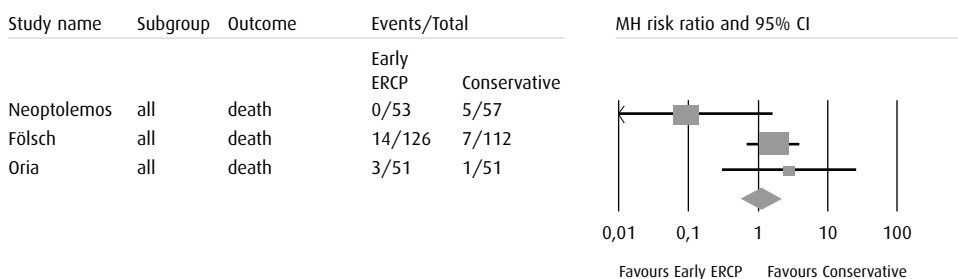 Study name Subgroup Outcome Events/Total MH risk ratio and 95% CI
Early
ERCP Conservative
Neoptolemos all death 0/53 5/57
Fölsch all death 14/126 7/112
Oria all death 3/51 1/51
0,01 0,1 1 10 100
Favours Early ERCP Favours Conservative